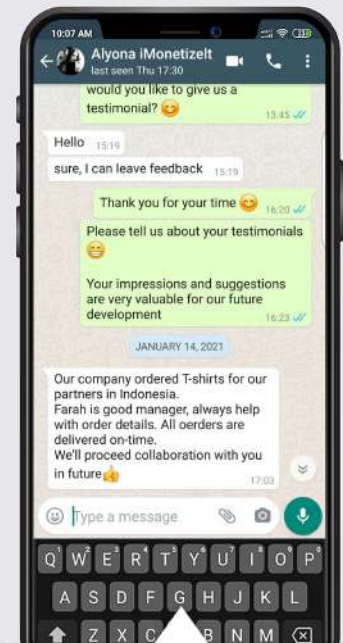 10:07 AM
Alyona iMonetizeIt
last seen Thu 17:30
would you like to give us a
testimonial? 😊
13:45
Hello
15:19
sure, I can leave feedback
15:19
Thank you for your time 😊
16:20
Please tell us about your testimonials
😁
Your impressions and suggestions
are very valuable for our future
development
16:23
JANUARY 14, 2021
Our company ordered T-shirts for our
partners in Indonesia.
Farah is good manager, always help
with order details. All oerders are
delivered on-time.
We'll proceed collaboration with you
in future👍
17:03
Type a message
Q W E R T Y U I O P
A S D F G H J K L
Z X C B N M